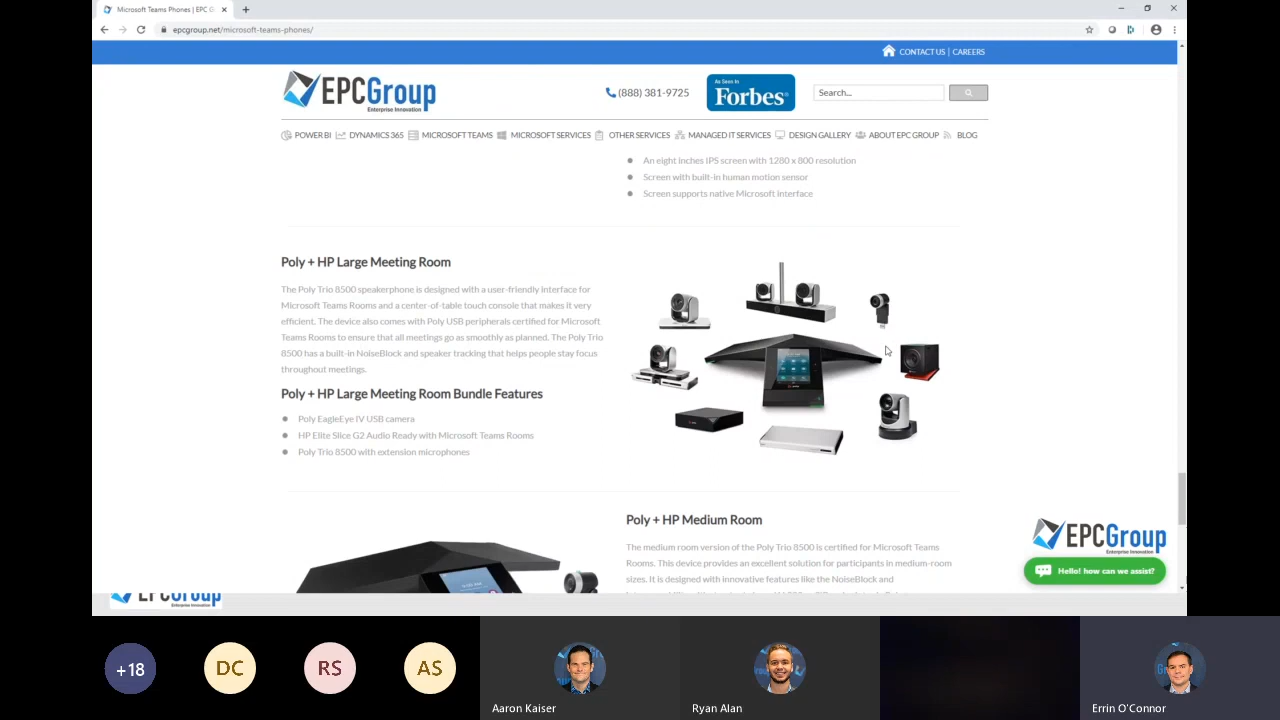 Microsoft Teams Phones | EPC G
epcgroup.net/microsoft-teams-phones/
CONTACT US | CAREERS
EPCGroup
Enterprise Innovation
(888) 381-9725
As Seen In
Forbes
Search...
POWER BI
DYNAMICS 365
MICROSOFT TEAMS
MICROSOFT SERVICES
OTHER SERVICES
MANAGED IT SERVICES
DESIGN GALLERY
ABOUT EPC GROUP
BLOG
An eight inches IPS screen with 1280 x 800 resolution
Screen with built-in human motion sensor
Screen supports native Microsoft interface
Poly + HP Large Meeting Room
The Poly Trio 8500 speakerphone is designed with a user-friendly interface for
Microsoft Teams Rooms and a center-of-table touch console that makes it very
efficient. The device also comes with Poly USB peripherals certified for Microsoft
Teams Rooms to ensure that all meetings go as smoothly as planned. The Poly Trio
8500 has a built-in NoiseBlock and speaker tracking that helps people stay focus
throughout meetings.
Poly + HP Large Meeting Room Bundle Features
Poly EagleEye IV USB camera
HP Elite Slice G2 Audio Ready with Microsoft Teams Rooms
Poly Trio 8500 with extension microphones
Poly + HP Medium Room
The medium room version of the Poly Trio 8500 is certified for Microsoft Teams
Rooms. This device provides an excellent solution for participants in medium-room
sizes. It is designed with innovative features like the NoiseBlock and
EPCGroup
Enterprise Innovation
Hello! how can we assist?
EPCGroup
+18
DC
RS
AS
Aaron Kaiser
Ryan Alan
Errin O'Connor